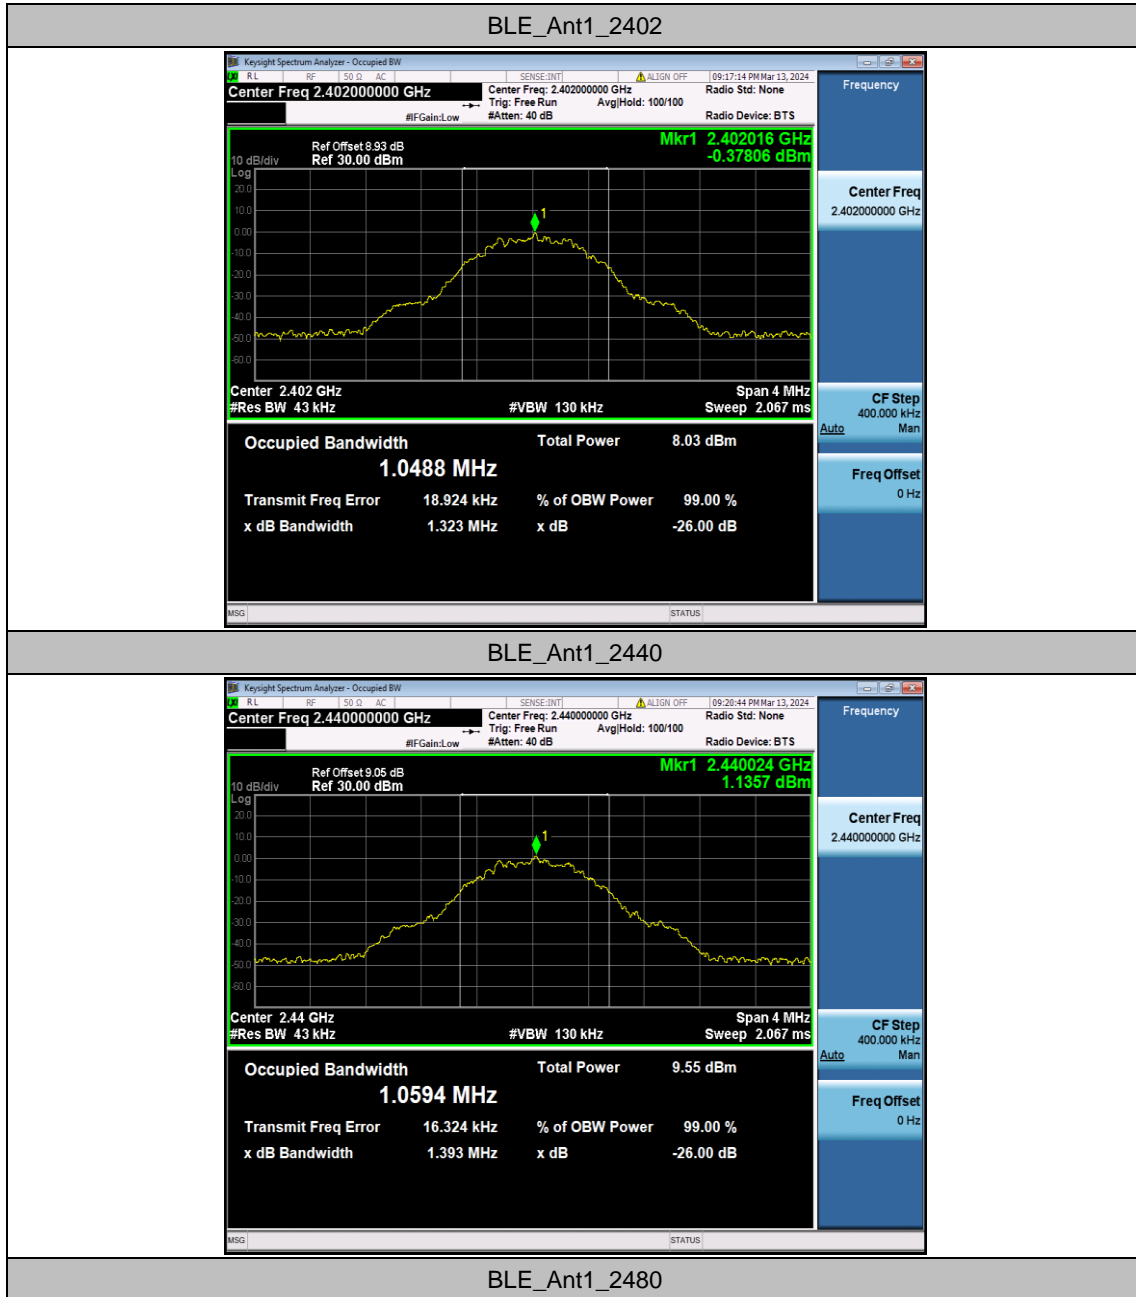 BLE_Ant1_2402
Keysight Spectrum Analyzer - Occupied BW
RL RF 50 Ω AC SENSE:INT ALIGN OFF 09:17:14 PM Mar 13, 2024
Center Freq 2.402000000 GHz
Center Freq: 2.402000000 GHz Radio Std: None
Trig: Free Run Avg|Hold: 100/100
#IFGain:Low #Atten: 40 dB Radio Device: BTS
Frequency
Mkr1 2.402016 GHz
-0.37806 dBm
Ref Offset 8.93 dB
10 dB/div Ref 30.00 dBm
Log
20.0
10.0
0.00
-10.0
-20.0
-30.0
-40.0
-50.0
-60.0
1
Center 2.402 GHz Span 4 MHz
#Res BW 43 kHz #VBW 130 kHz Sweep 2.067 ms
Center Freq
2.402000000 GHz
CF Step
400.000 kHz
Auto Man
Freq Offset
0 Hz
Occupied Bandwidth Total Power 8.03 dBm
1.0488 MHz
Transmit Freq Error 18.924 kHz % of OBW Power 99.00 %
x dB Bandwidth 1.323 MHz x dB -26.00 dB
MSG STATUS
BLE_Ant1_2440
Keysight Spectrum Analyzer - Occupied BW
RL RF 50 Ω AC SENSE:INT ALIGN OFF 09:20:44 PM Mar 13, 2024
Center Freq 2.440000000 GHz
Center Freq: 2.440000000 GHz Radio Std: None
Trig: Free Run Avg|Hold: 100/100
#IFGain:Low #Atten: 40 dB Radio Device: BTS
Frequency
Mkr1 2.440024 GHz
1.1357 dBm
Ref Offset 9.05 dB
10 dB/div Ref 30.00 dBm
Log
20.0
10.0
0.00
-10.0
-20.0
-30.0
-40.0
-50.0
-60.0
1
Center 2.44 GHz Span 4 MHz
#Res BW 43 kHz #VBW 130 kHz Sweep 2.067 ms
Center Freq
2.440000000 GHz
CF Step
400.000 kHz
Auto Man
Freq Offset
0 Hz
Occupied Bandwidth Total Power 9.55 dBm
1.0594 MHz
Transmit Freq Error 16.324 kHz % of OBW Power 99.00 %
x dB Bandwidth 1.393 MHz x dB -26.00 dB
MSG STATUS
BLE_Ant1_2480